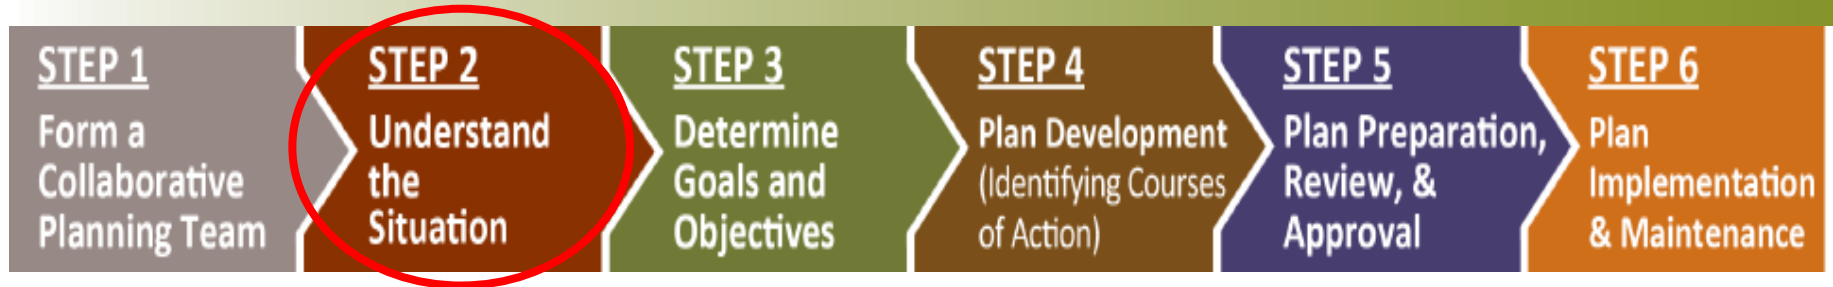 STEP 1
Form a
Collaborative
Planning Team
STEP 2
Understand
the
Situation
STEP 3
Determine
Goals and
Objectives
STEP 4
Plan Development
(Identifying Courses
of Action)
STEP 5
Plan Preparation,
Review, &
Approval
STEP 6
Plan
Implementation
& Maintenance